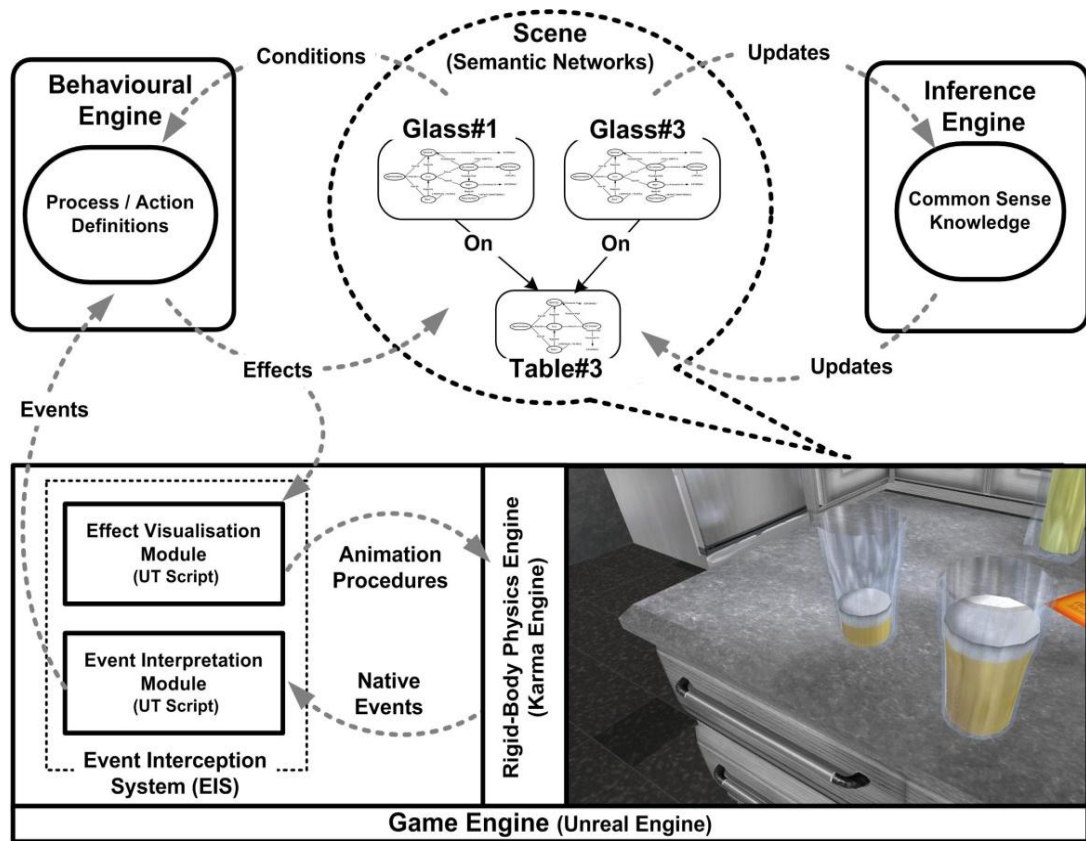 Scene
(Semantic Networks)
Conditions
Updates
Behavioural
Engine
Process / Action
Definitions
Inference
Engine
Common Sense
Knowledge
Glass#1
Glass#3
On
On
Table#3
Effects
Updates
Events
Effect Visualisation
Module
(UT Script)
Animation
Procedures
Event Interpretation
Module
(UT Script)
Native
Events
Event Interception
System (EIS)
Rigid-Body Physics Engine
(Karma Engine)
Game Engine (Unreal Engine)